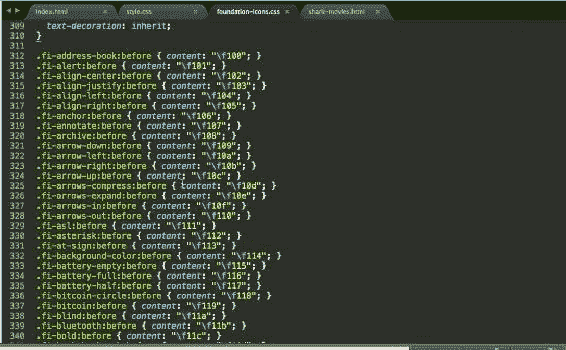 index.html style.css foundation-icons.css shark-movies.html
309 text-decoration: inherit;
310 }
311
312 .fi-address-book:before { content: "\f100"; }
313 .fi-alert:before { content: "\f101"; }
314 .fi-align-center:before { content: "\f102"; }
315 .fi-align-justify:before { content: "\f103"; }
316 .fi-align-left:before { content: "\f104"; }
317 .fi-align-right:before { content: "\f105"; }
318 .fi-anchor:before { content: "\f106"; }
319 .fi-annotate:before { content: "\f107"; }
320 .fi-archive:before { content: "\f108"; }
321 .fi-arrow-down:before { content: "\f109"; }
322 .fi-arrow-left:before { content: "\f10a"; }
323 .fi-arrow-right:before { content: "\f10b"; }
324 .fi-arrow-up:before { content: "\f10c"; }
325 .fi-arrows-compress:before { content: "\f10d"; }
326 .fi-arrows-expand:before { content: "\f10e"; }
327 .fi-arrows-in:before { content: "\f10f"; }
328 .fi-arrows-out:before { content: "\f110"; }
329 .fi-asl:before { content: "\f111"; }
330 .fi-asterisk:before { content: "\f112"; }
331 .fi-at-sign:before { content: "\f113"; }
332 .fi-background-color:before { content: "\f114"; }
333 .fi-battery-empty:before { content: "\f115"; }
334 .fi-battery-full:before { content: "\f116"; }
335 .fi-battery-half:before { content: "\f117"; }
336 .fi-bitcoin-circle:before { content: "\f118"; }
337 .fi-bitcoin:before { content: "\f119"; }
338 .fi-blind:before { content: "\f11a"; }
339 .fi-bluetooth:before { content: "\f11b"; }
340 .fi-bold:before { content: "\f11c"; }